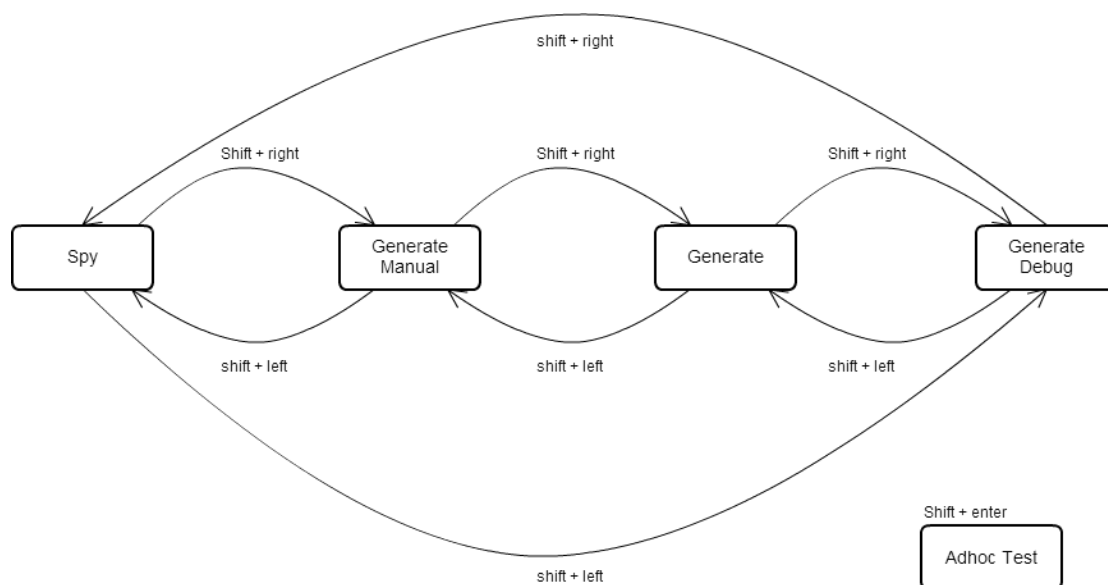 shift + right
Shift + right
Shift + right
Shift + right
Spy
Generate
Manual
Generate
Generate
Debug
shift + left
shift + left
shift + left
Shift + enter
Adhoc Test
shift + left